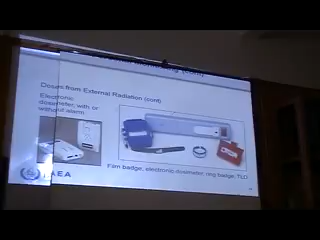 (cont)
Doses from External Radiation (cont)
Electronic
dosimeter, with or
without alarm
Film badge, electronic dosimeter, ring badge, TLD
IAEA